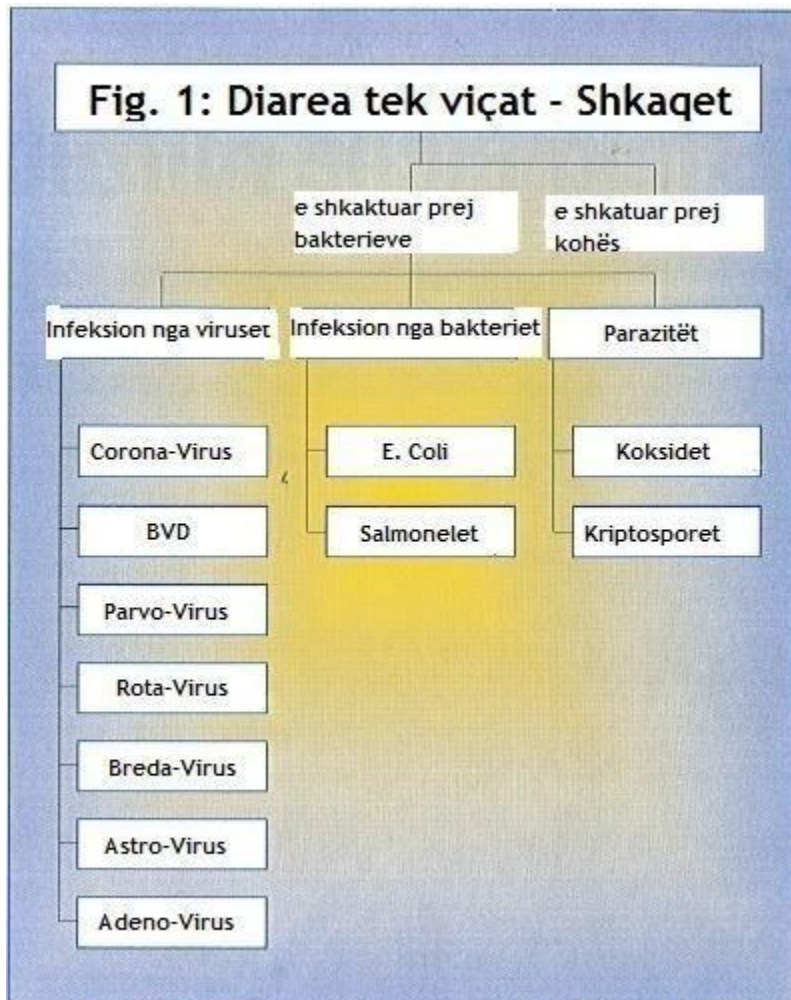 Fig. 1: Diarea tek viçat - Shkaqet
e shkaktuar prej
bakterieve
e shkatuar prej
kohës
Infeksion nga viruset
Infeksion nga bakteriet
Parazitët
Corona-Virus
E. Coli
Koksidet
BVD
Salmonelet
Kriptosporet
Parvo-Virus
Rota-Virus
Breda-Virus
Astro-Virus
Adeno-Virus